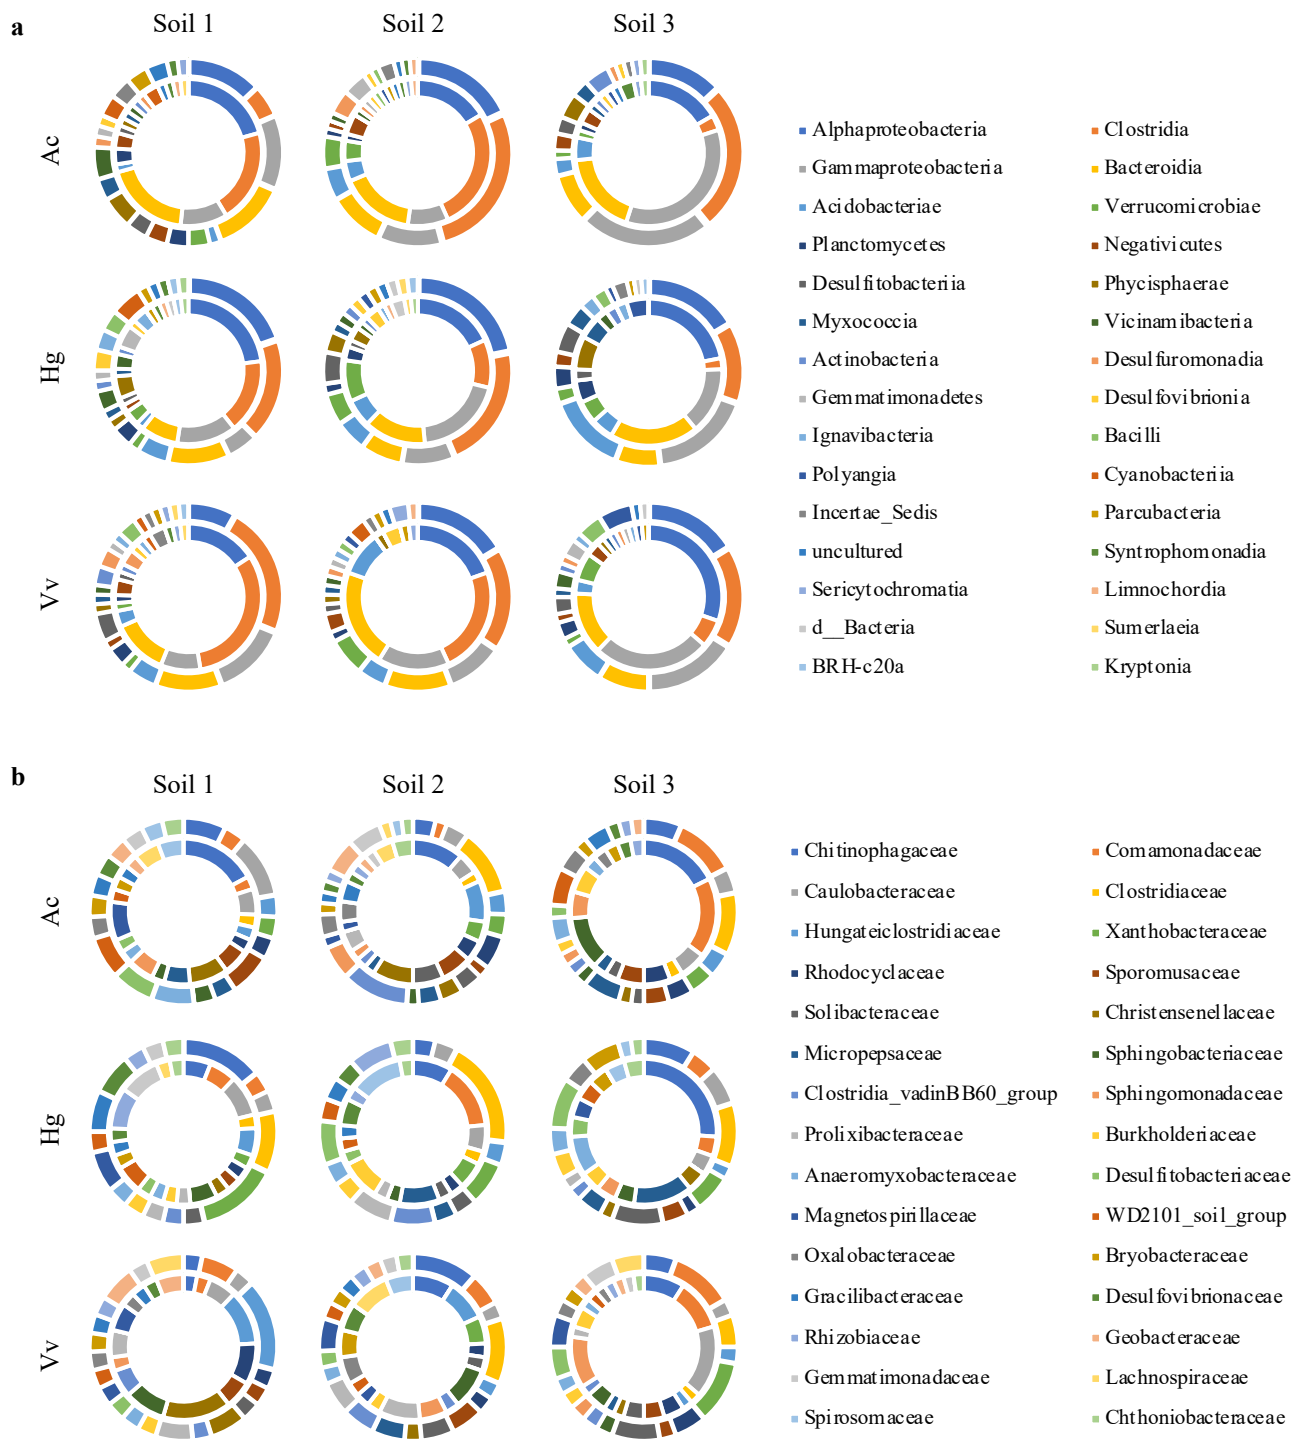 a
Soil 1 Soil 2 Soil 3
Ac
Hg
Vv
Alphaproteobacteria Clostridia
Gammaproteobacteria Bacteroidia
Acidobacteriae Verrucomicrobiae
Planctomycetes Negativicutes
Desulfitobacteriia Phycisphaerae
Myxococcia Vicinamibacteria
Actinobacteria Desulfuromonadia
Gemmatimonadetes Desulfovibrionia
Ignavibacteria Bacilli
Polyangia Cyanobacteriia
Incertae_Sedis Parcubacteria
uncultured Syntrophomonadia
Sericytochromatia Limnochordia
d__Bacteria Sumerlaeia
BRH-c20a Kryptonia
b
Soil 1 Soil 2 Soil 3
Ac
Hg
Vv
Chitinophagaceae Comamonadaceae
Caulobacteraceae Clostridiaceae
Hungateiclostridiaceae Xanthobacteraceae
Rhodocyclaceae Sporomusaceae
Solibacteraceae Christensenellaceae
Micropepsaceae Sphingobacteriaceae
Clostridia_vadinBB60_group Sphingomonadaceae
Prolixibacteraceae Burkholderiaceae
Anaeromyxobacteraceae Desulfitobacteriaceae
Magnetospirillaceae WD2101_soil_group
Oxalobacteraceae Bryobacteraceae
Gracilibacteraceae Desulfovibrionaceae
Rhizobiaceae Geobacteraceae
Gemmatimonadaceae Lachnospiraceae
Spirosomaceae Chthoniobacteraceae